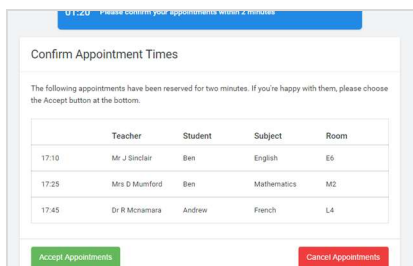 01:20 Please confirm your appointments within 2 minutes
Confirm Appointment Times
The following appointments have been reserved for two minutes. If you're happy with them, please choose
the Accept button at the bottom.
Teacher Student Subject Room
17:10 Mr J Sinclair Ben English E6
17:25 Mrs D Mumford Ben Mathematics M2
17:45 Dr R Mcnamara Andrew French L4
Accept Appointments Cancel Appointments